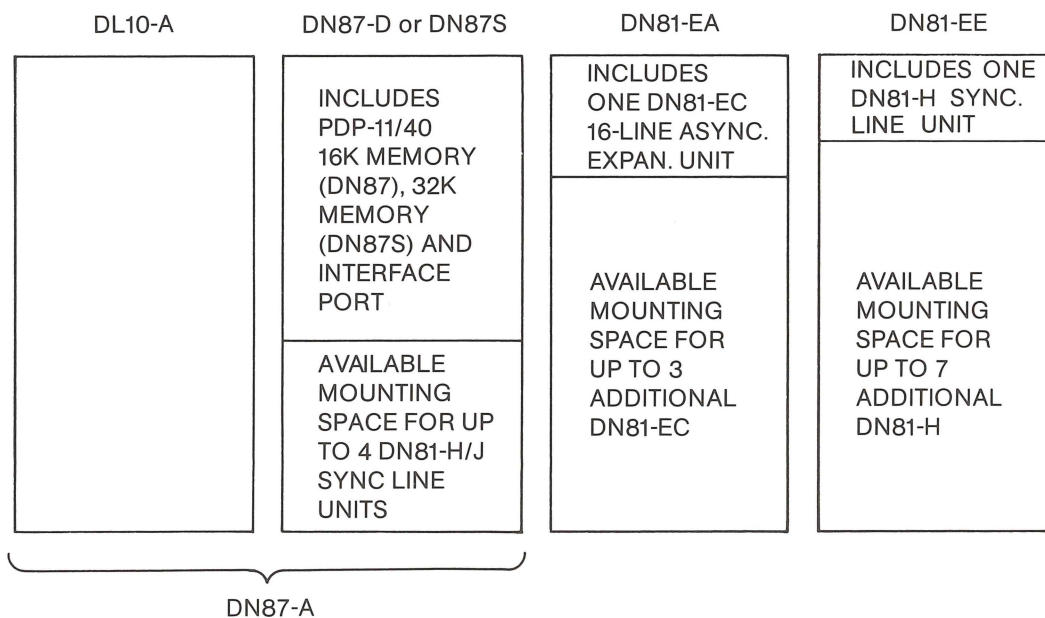 DL10-A
DN87-D or DN87S
DN81-EA
DN81-EE
INCLUDES
PDP-11/40
16K MEMORY
(DN87), 32K
MEMORY
(DN87S) AND
INTERFACE
PORT
AVAILABLE
MOUNTING
SPACE FOR UP
TO 4 DN81-H/J
SYNC LINE
UNITS
INCLUDES
ONE DN81-EC
16-LINE ASYNC.
EXPAN. UNIT
AVAILABLE
MOUNTING
SPACE FOR
UP TO 3
ADDITIONAL
DN81-EC
INCLUDES ONE
DN81-H SYNC.
LINE UNIT
AVAILABLE
MOUNTING
SPACE FOR
UP TO 7
ADDITIONAL
DN81-H
DN87-A